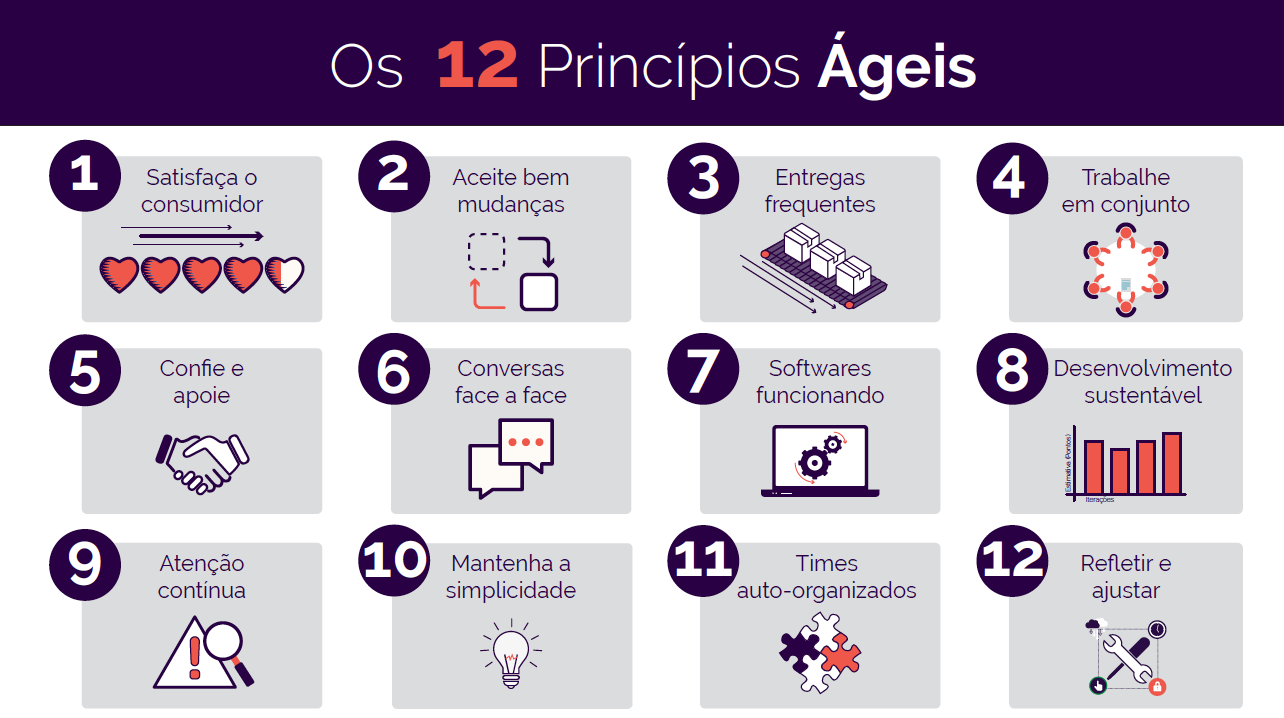 Os 12 Princípios Ágeis
1
Satisfaça o
consumidor
2
Aceite bem
mudanças
3
Entregas
frequentes
4
Trabalhe
em conjunto
5
Confie e
apoie
6
Conversas
face a face
7
Softwares
funcionando
8
Desenvolvimento
sustentável
Estimativa (Pontos)
Iterações
9
Atenção
contínua
10
Mantenha a
simplicidade
11
Times
auto-organizados
12
Refletir e
ajustar